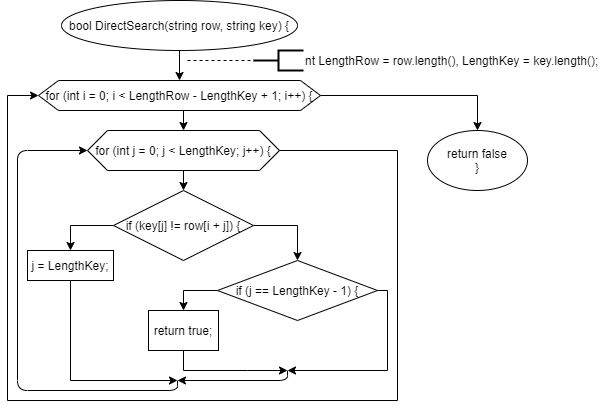 bool DirectSearch(string row, string key) {
nt LengthRow = row.length(), LengthKey = key.length();
for (int i = 0; i < LengthRow - LengthKey + 1; i++) {
for (int j = 0; j < LengthKey; j++) {
return false
}
if (key[j] != row[i + j]) {
j = LengthKey;
if (j == LengthKey - 1) {
return true;